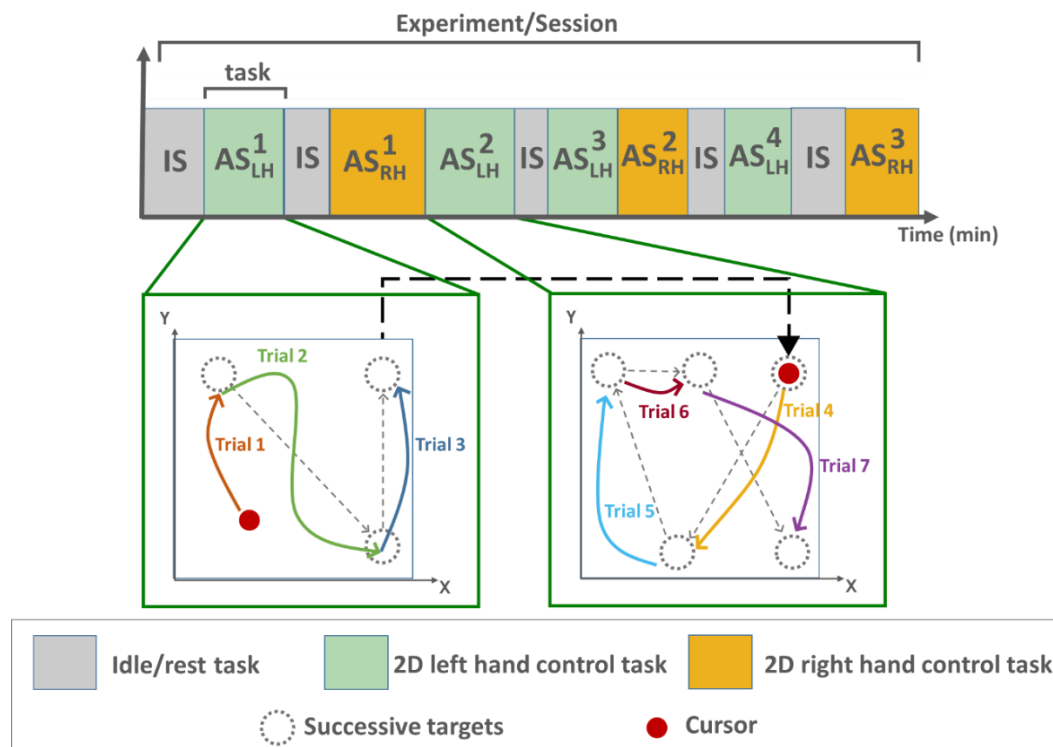 Experiment/Session
task
IS AS¹LH IS AS¹RH AS²LH IS AS³LH AS²RH IS AS⁴LH IS AS³RH
Time (min)
Y
Trial 2
Trial 1
Trial 3
X
Y
Trial 4
Trial 6
Trial 7
Trial 5
X
Idle/rest task
2D left hand control task
2D right hand control task
Successive targets
Cursor